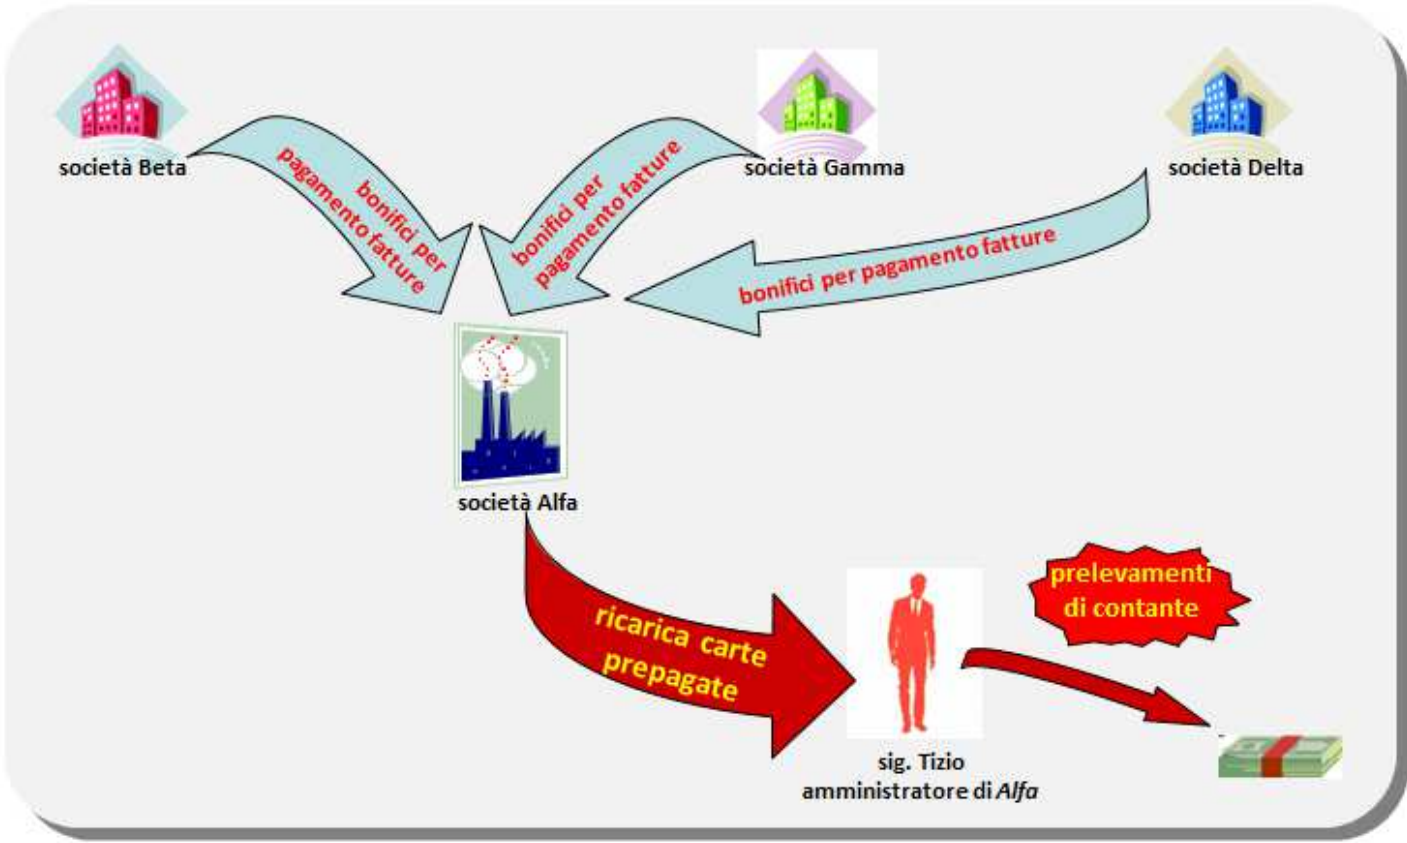 società Beta
società Gamma
società Delta
bonifici per
pagamento fatture
bonifici per
pagamento fatture
bonifici per pagamento fatture
società Alfa
ricarica carte
prepagate
prelevamenti
di contante
sig. Tizio
amministratore di Alfa